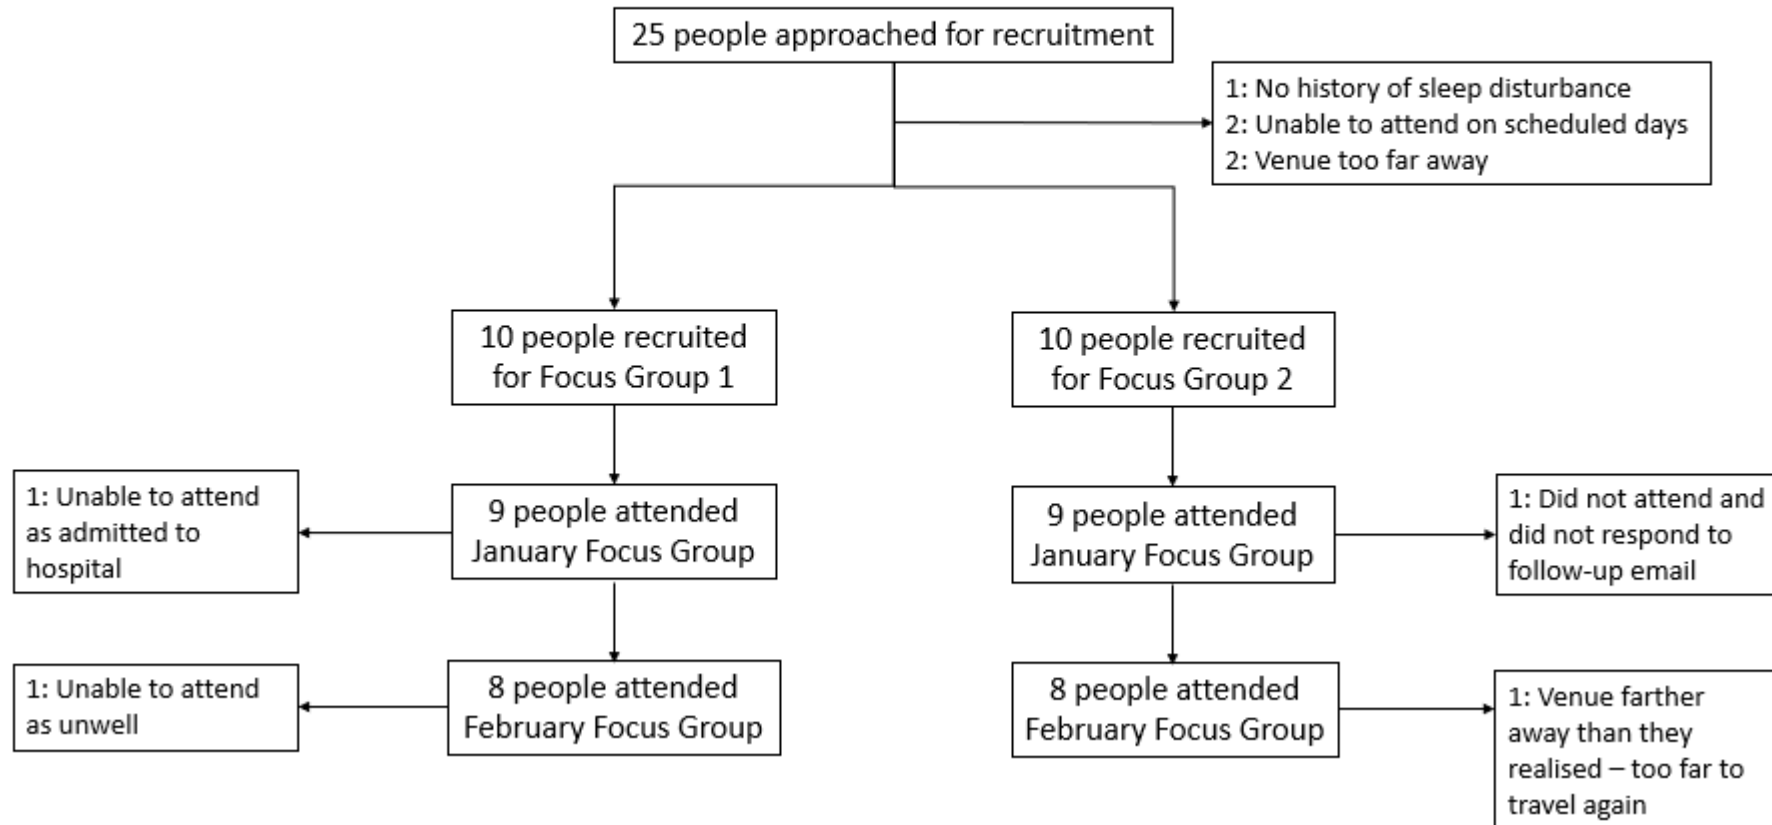 25 people approached for recruitment
1: No history of sleep disturbance
2: Unable to attend on scheduled days
2: Venue too far away
10 people recruited
for Focus Group 1
10 people recruited
for Focus Group 2
1: Unable to attend
as admitted to
hospital
9 people attended
January Focus Group
9 people attended
January Focus Group
1: Did not attend and
did not respond to
follow-up email
1: Unable to attend
as unwell
8 people attended
February Focus Group
8 people attended
February Focus Group
1: Venue farther
away than they
realised – too far to
travel again